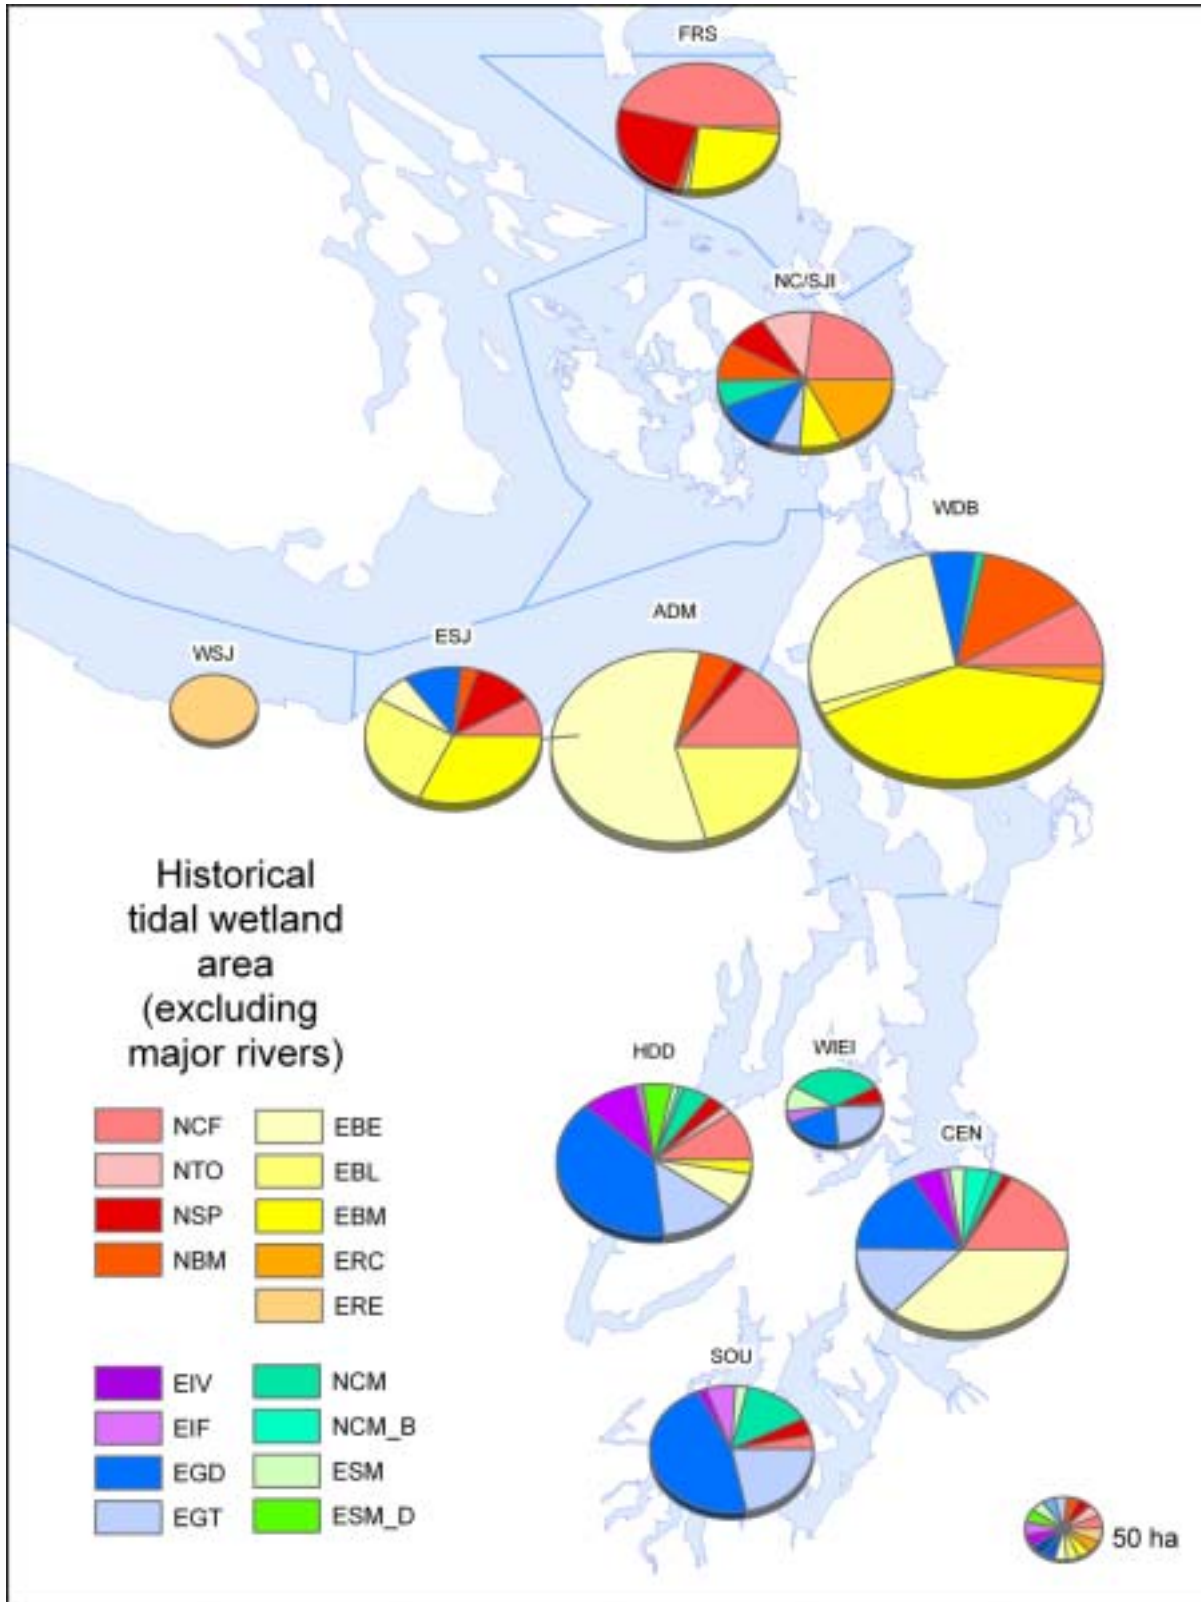 FRS
NC/SJI
WDB
ADM
ESJ
WSJ
Historical
tidal wetland
area
(excluding
major rivers)
NCF
NTO
NSP
NBM
EBE
EBL
EBM
ERC
ERE
EIV
EIF
EGD
EGT
NCM
NCM_B
ESM
ESM_D
HDD
WIEI
CEN
SOU
50 ha